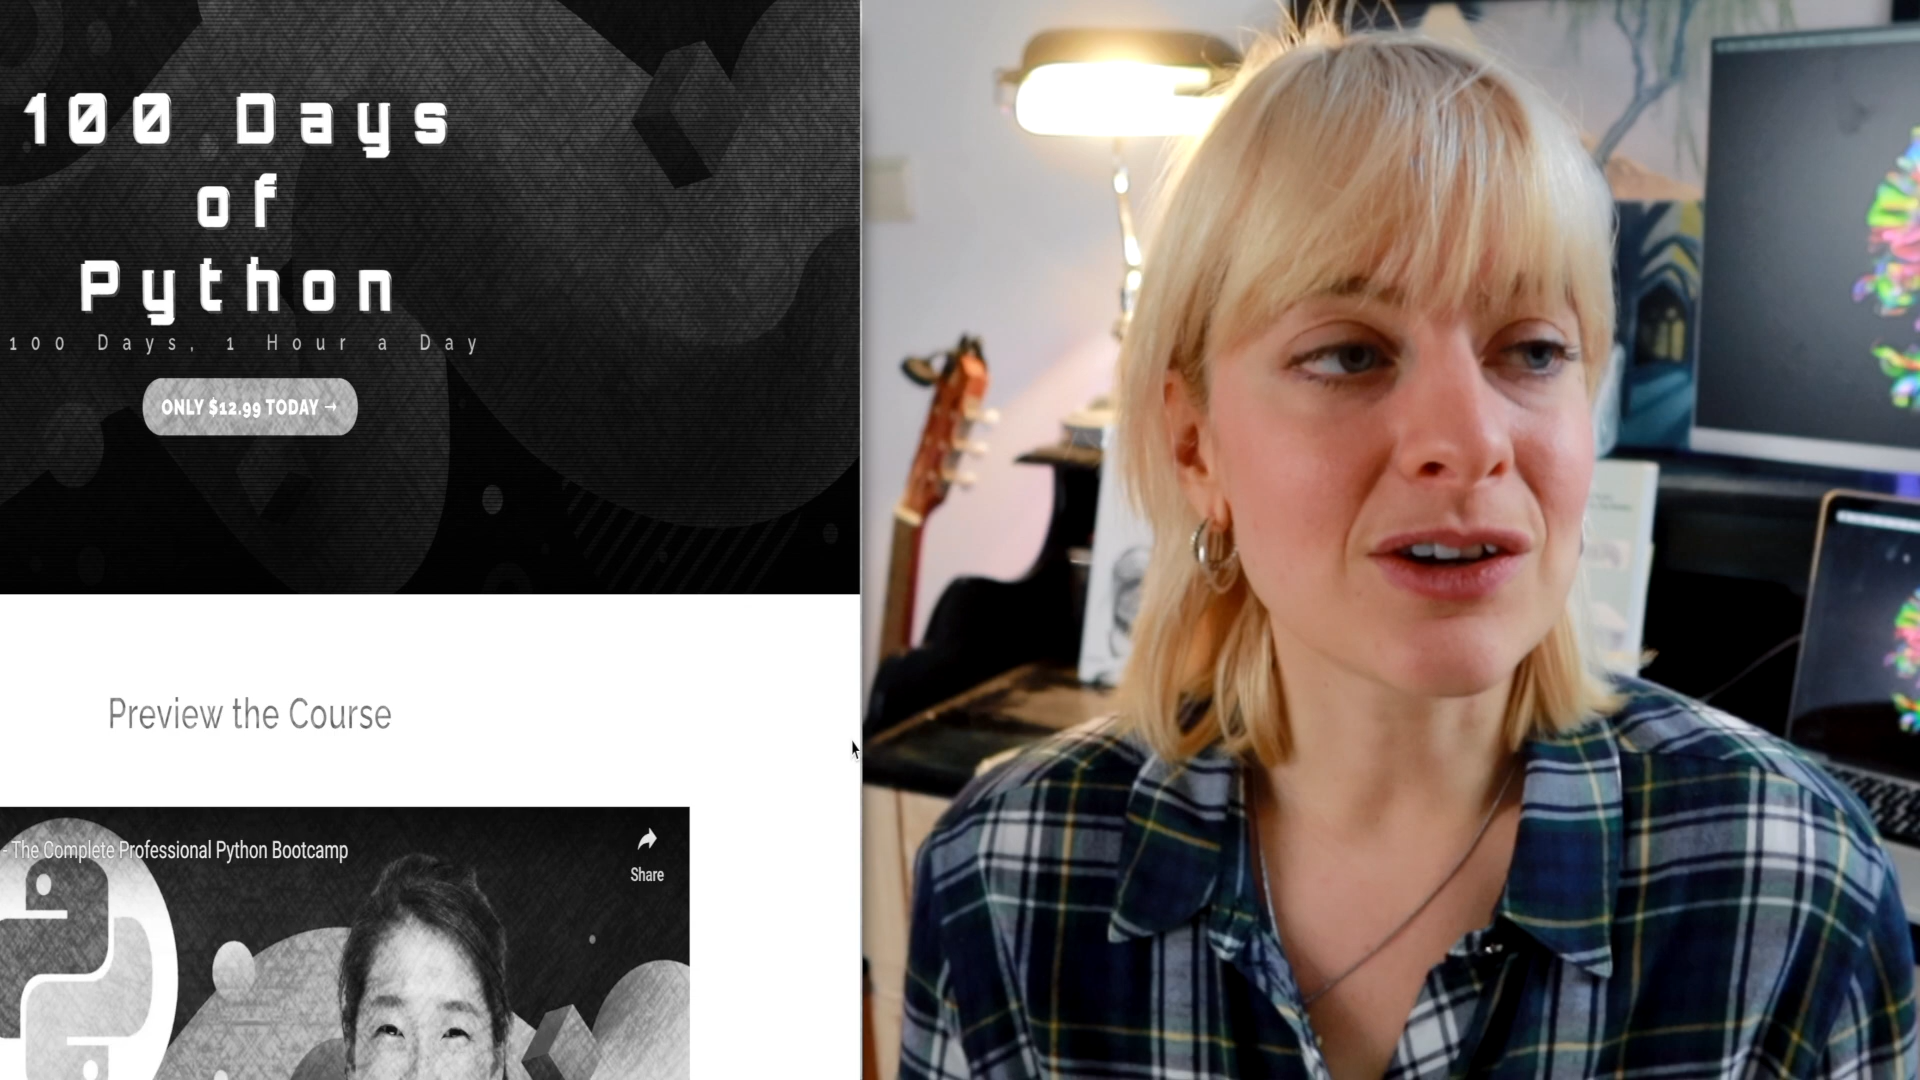 100 Days
of
Python
100 Days, 1 Hour a Day
ONLY $12.99 TODAY →
Preview the Course
- The Complete Professional Python Bootcamp
Share